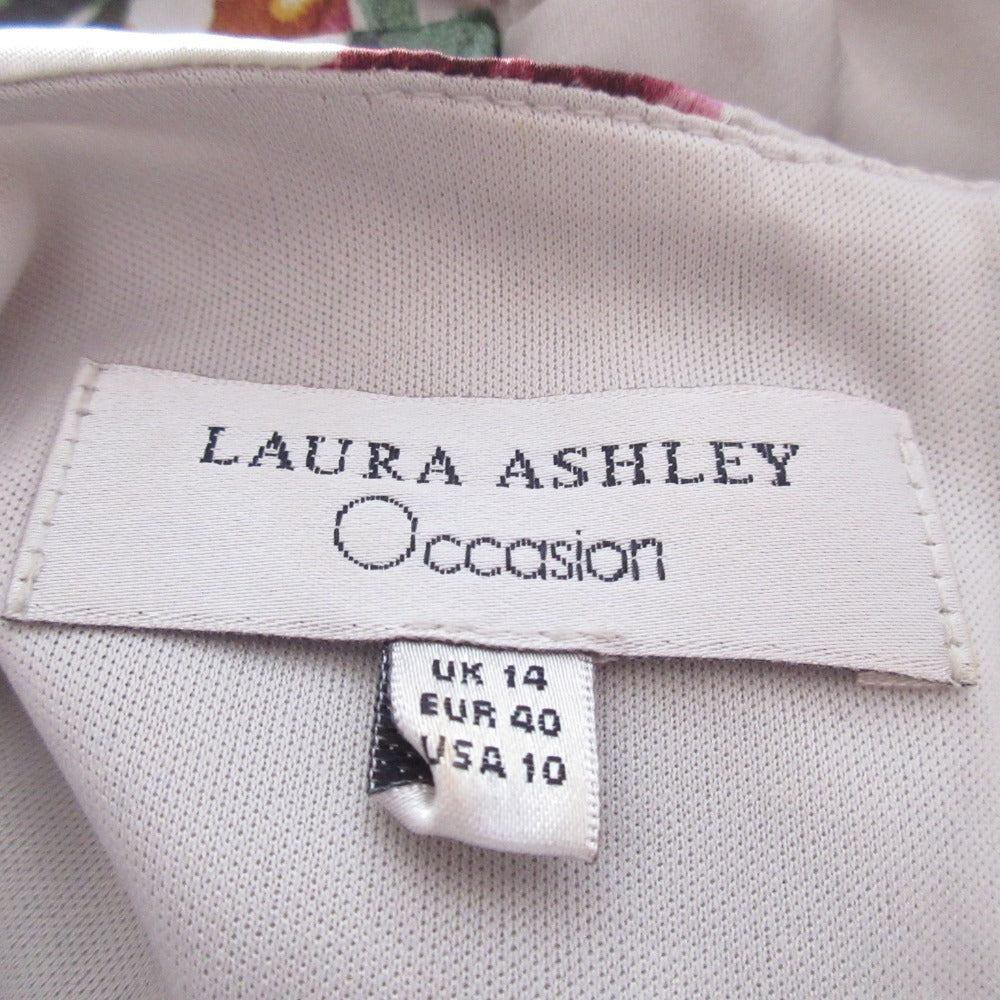 LAURA ASHLEY
Occasion
UK 14
EUR 40
USA 10